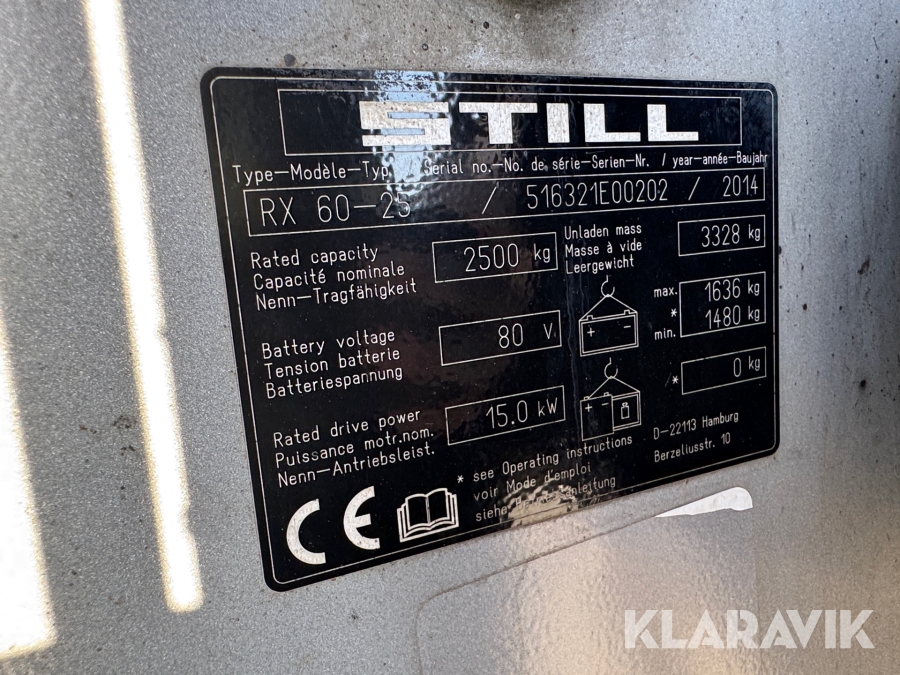 STILL
Type-Modèle-Typ / Serial no.-No. de série-Serien-Nr. / year-année-Baujahr
RX 60-25 / 516321E00202 / 2014
Rated capacity
Capacité nominale
Nenn-Tragfähigkeit
2500 kg
Unladen mass
Masse à vide
Leergewicht
3328 kg
Battery voltage
Tension batterie
Batteriespannung
80 V
+ -
max. 1636 kg
*
min. 1480 kg
Rated drive power
Puissance motr.nom.
Nenn-Antriebsleist.
15.0 kW
+ -
* 0 kg
* see Operating instructions
voir Mode d'emploi
siehe
D-22113 Hamburg
Berzeliusstr. 10
CE
KLARAVIK